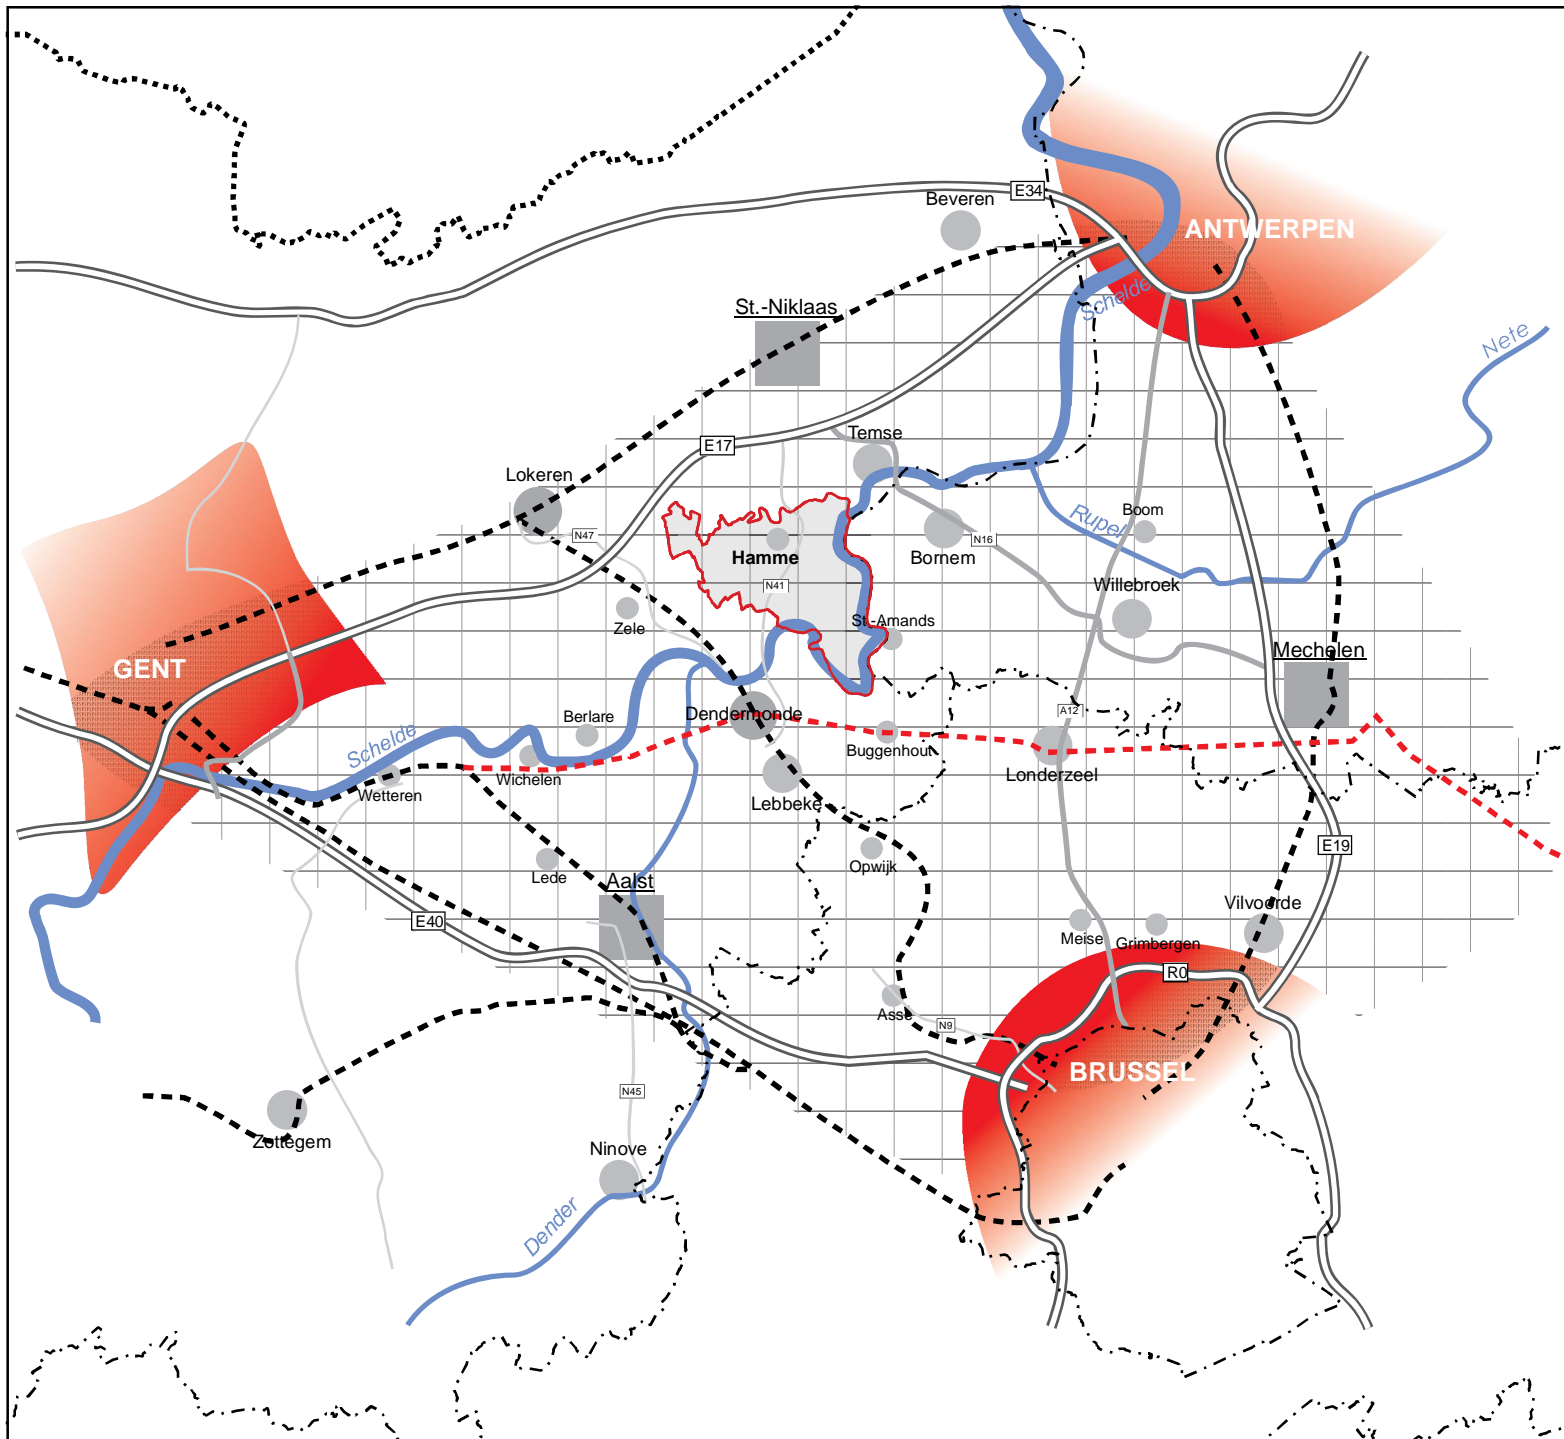 E34
Beveren
ANTWERPEN
Schelde
St.-Niklaas
Nete
E17
Temse
Lokeren
N47
Hamme
N41
Bornem
N16
Rupel
Boom
Willebroek
Zele
St.-Amands
Mechelen
GENT
Dendermonde
A12
Berlare
Schelde
Buggenhout
Wichelen
Londerzeel
Wetteren
Lebbeke
E19
Opwijk
Lede
Aalst
E40
Vilvoorde
Meise
Grimbergen
R0
Asse
N9
BRUSSEL
N45
Zottegem
Ninove
Dender